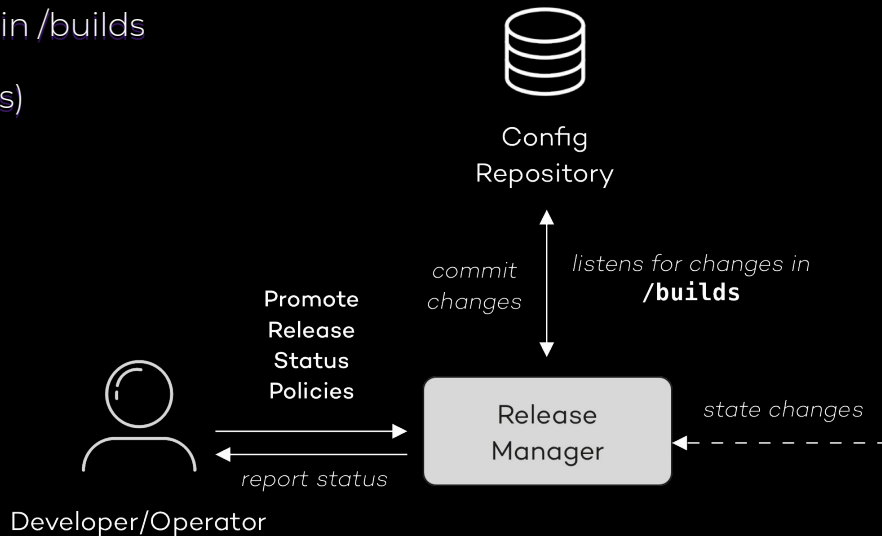 in /builds
s)
Config
Repository
commit
changes
listens for changes in
/builds
Promote
Release
Status
Policies
Release
Manager
state changes
report status
Developer/Operator